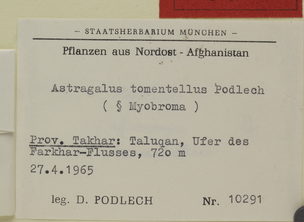 – STAATSHERBARIUM MÜNCHEN –
Pflanzen aus Nordost - Afghanistan
Astragalus tomentellus Podlech
( § Myobroma )
Prov. Takhar: Taluqan, Ufer des
Farkhar-Flusses, 720 m
27.4.1965
leg. D. PODLECH Nr. 10291